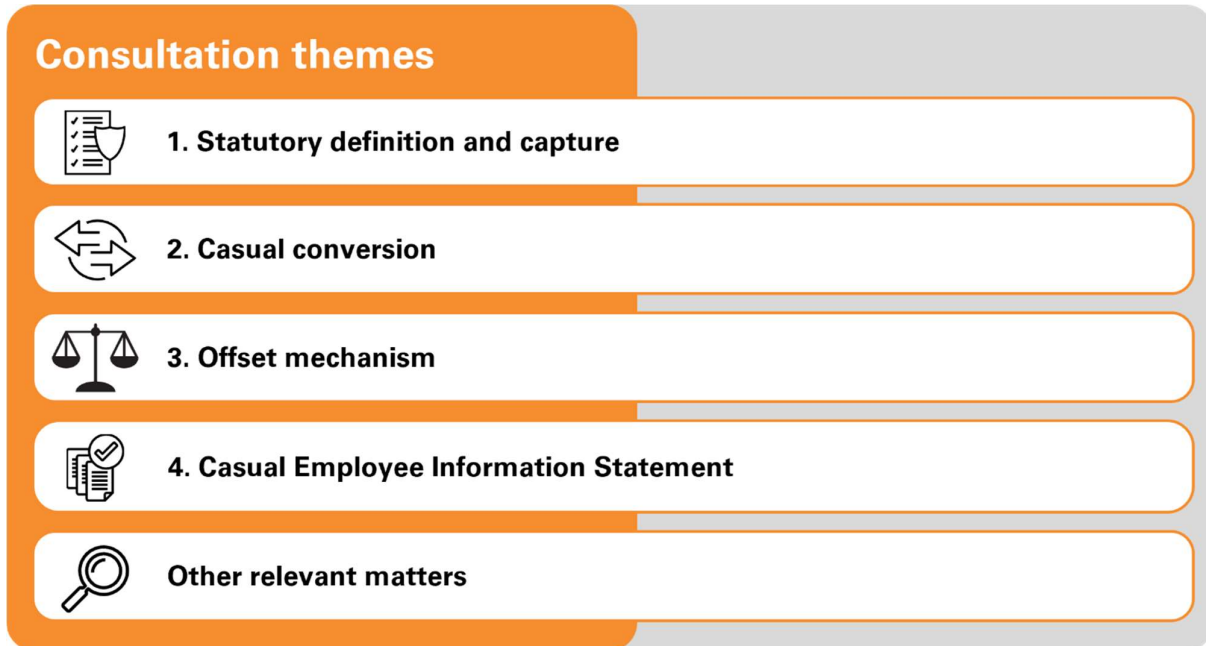 Consultation themes
1. Statutory definition and capture
2. Casual conversion
3. Offset mechanism
4. Casual Employee Information Statement
Other relevant matters